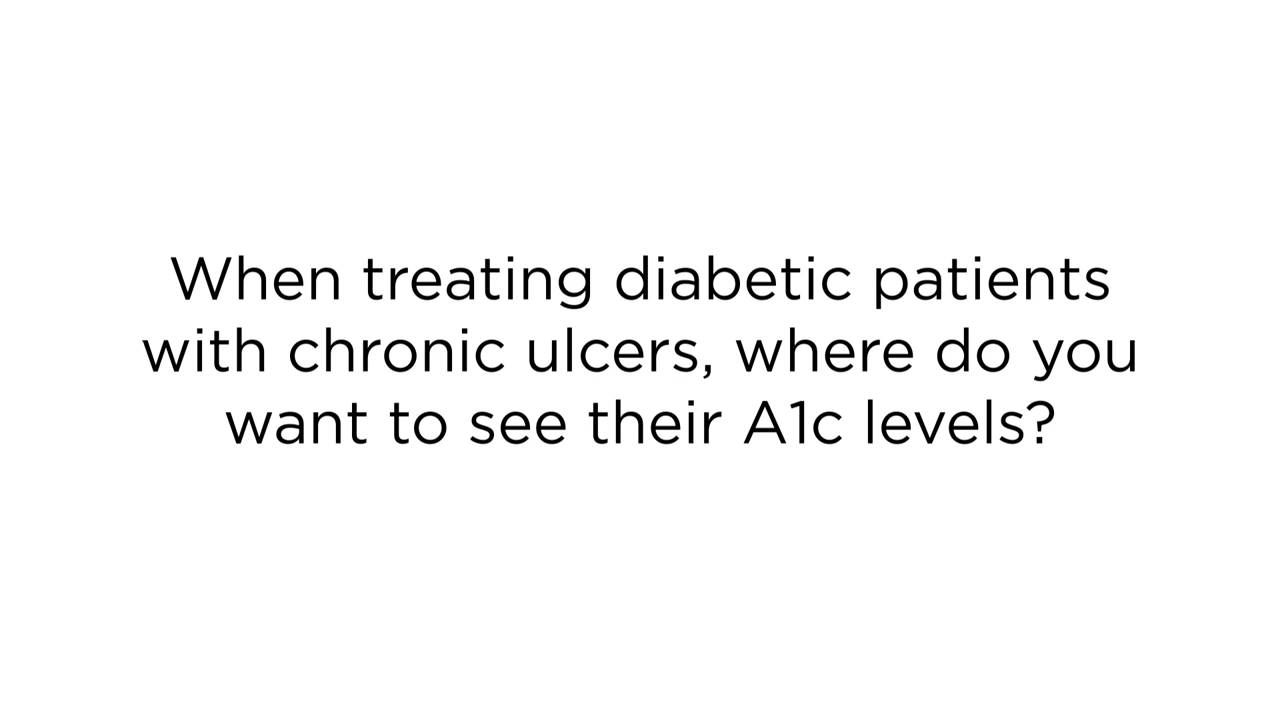 When treating diabetic patients
with chronic ulcers, where do you
want to see their A1c levels?